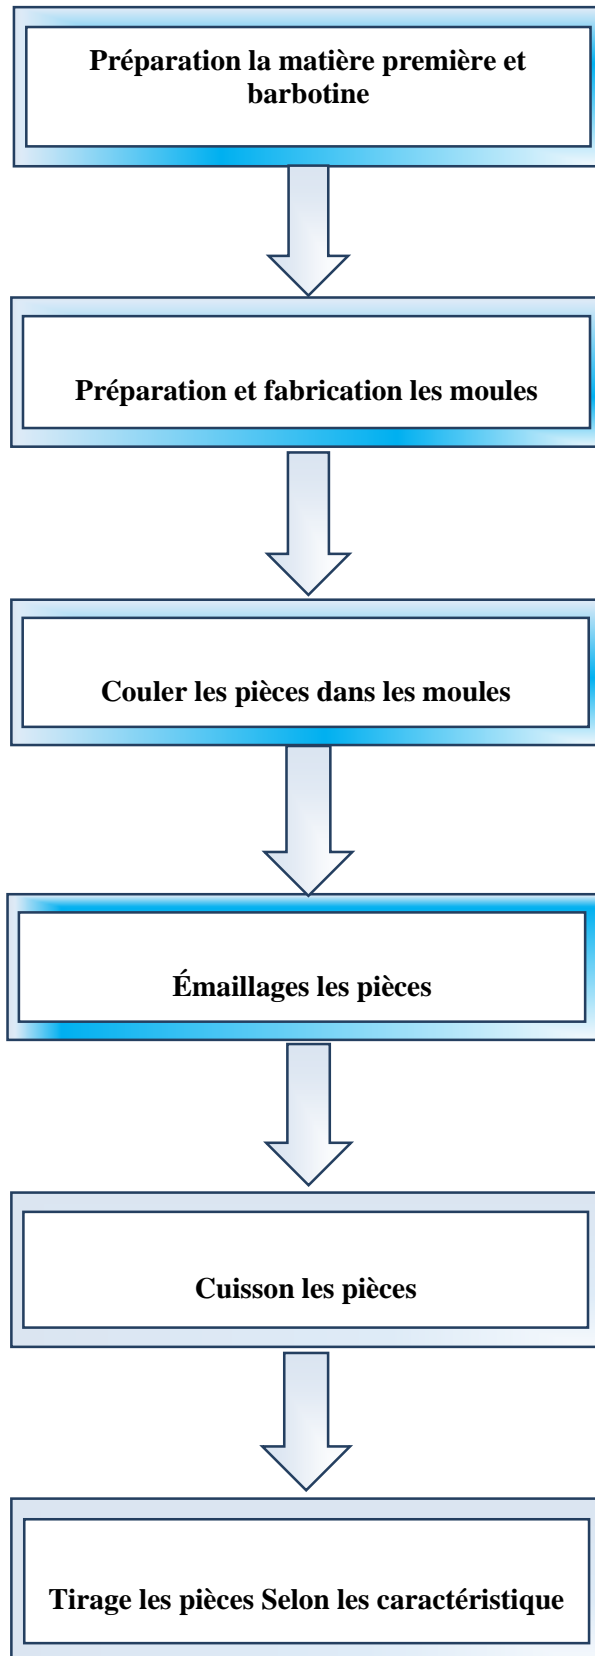 Préparation la matière première et
barbotine
Préparation et fabrication les moules
Couler les pièces dans les moules
Émaillages les pièces
Cuisson les pièces
Tirage les pièces Selon les caractéristique